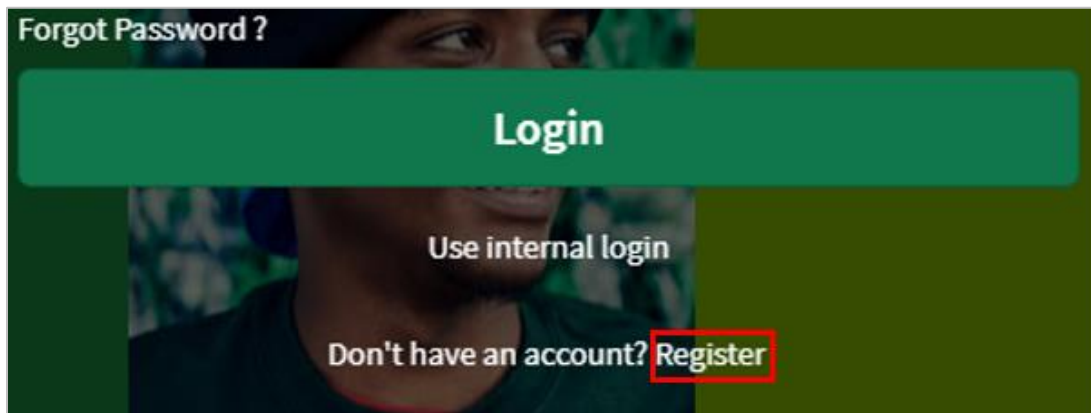 Forgot Password ?
Login
Use internal login
Don't have an account? Register